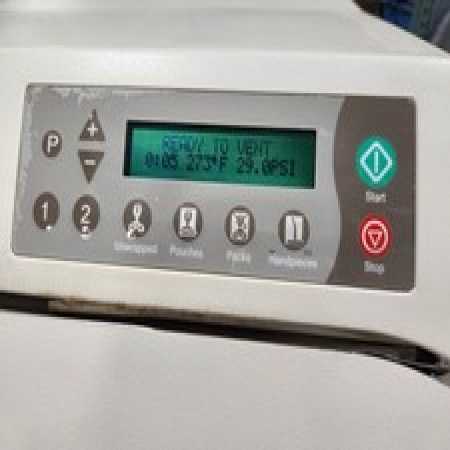 READY TO VENT
0:05 273°F 29.0PSI
P
+
-
1
2
Unwrapped
Pouches
Packs
Handpieces
Start
Stop